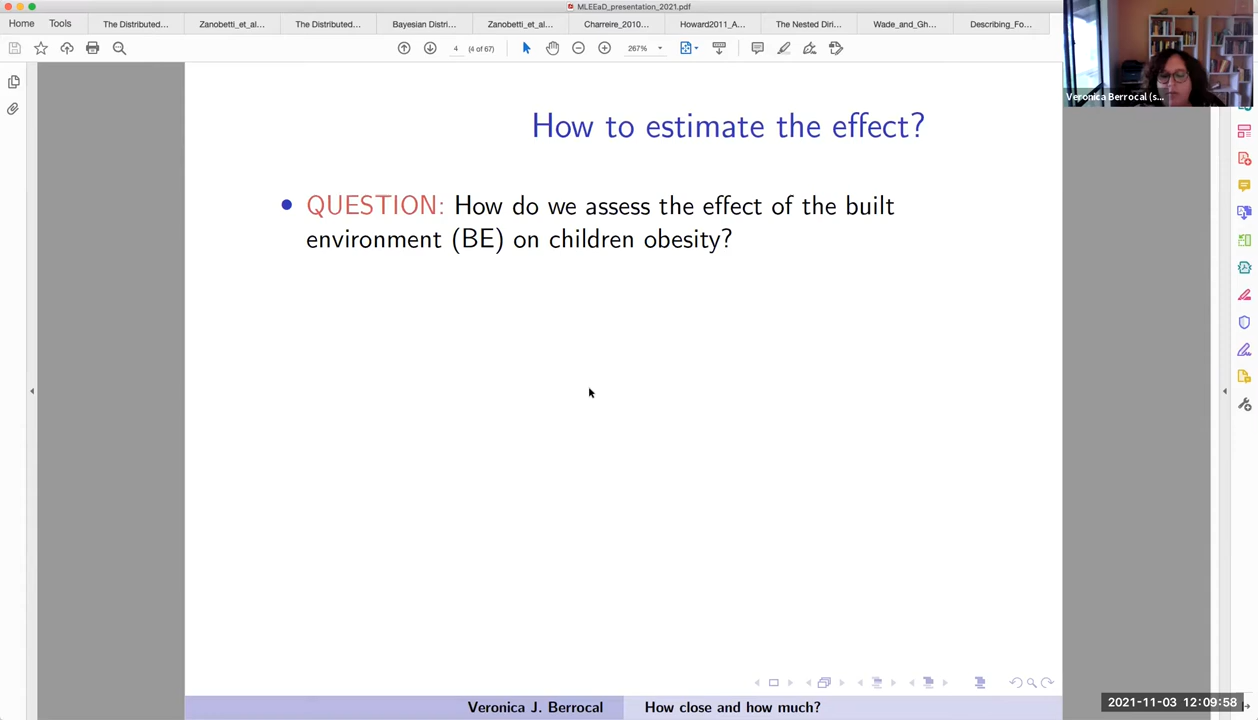 MLEEaD_presentation_2021.pdf
Home
Tools
The Distributed...
Zanobetti_et_al...
The Distributed...
Bayesian Distri...
Zanobetti_et_al...
Charreire_2010...
Howard2011_A...
The Nested Diri...
Wade_and_Gh...
Describing_Fo...
4
(4 of 67)
267%
Veronica Berrocal (s...
How to estimate the effect?
QUESTION: How do we assess the effect of the built
environment (BE) on children obesity?
Veronica J. Berrocal
How close and how much?
2021-11-03 12:09:58